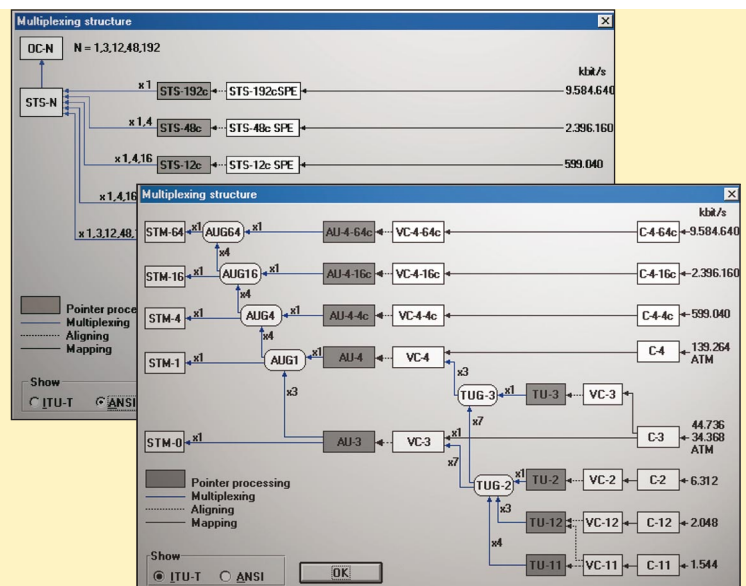 Multiplexing structure
OC-N N = 1,3,12,48,192
kbit/s
STS-N
x 1 STS-192c STS-192cSPE 9.584.640
x 1,4 STS-48c STS-48c SPE 2.396.160
x 1,4,16 STS-12c STS-12c SPE 599.040
x 1,4,16
x 1,3,12,48,
Pointer proce
Multiplexing
Aligning
Mapping
Show
ITU-T ANSI
Multiplexing structure
kbit/s
STM-64 x1 AUG64 x1 AU-4-64c VC-4-64c C-4-64c 9.584.640
x4
STM-16 x1 AUG16 x1 AU-4-16c VC-4-16c C-4-16c 2.396.160
x4
STM-4 x1 AUG4 x1 AU-4-4c VC-4-4c C-4-4c 599.040
x4
STM-1 x1 AUG1 x1 AU-4 VC-4 C-4 139.264
ATM
x3
x3
TUG-3 x1 TU-3 VC-3
x7
STM-0 x1 AU-3 VC-3 x1 C-3 44.736
34.368
ATM
x7
TUG-2 x1 TU-2 VC-2 C-2 6.312
x3
TU-12 VC-12 C-12 2.048
x4
TU-11 VC-11 C-11 1.544
Pointer processing
Multiplexing
Aligning
Mapping
Show
ITU-T ANSI
OK